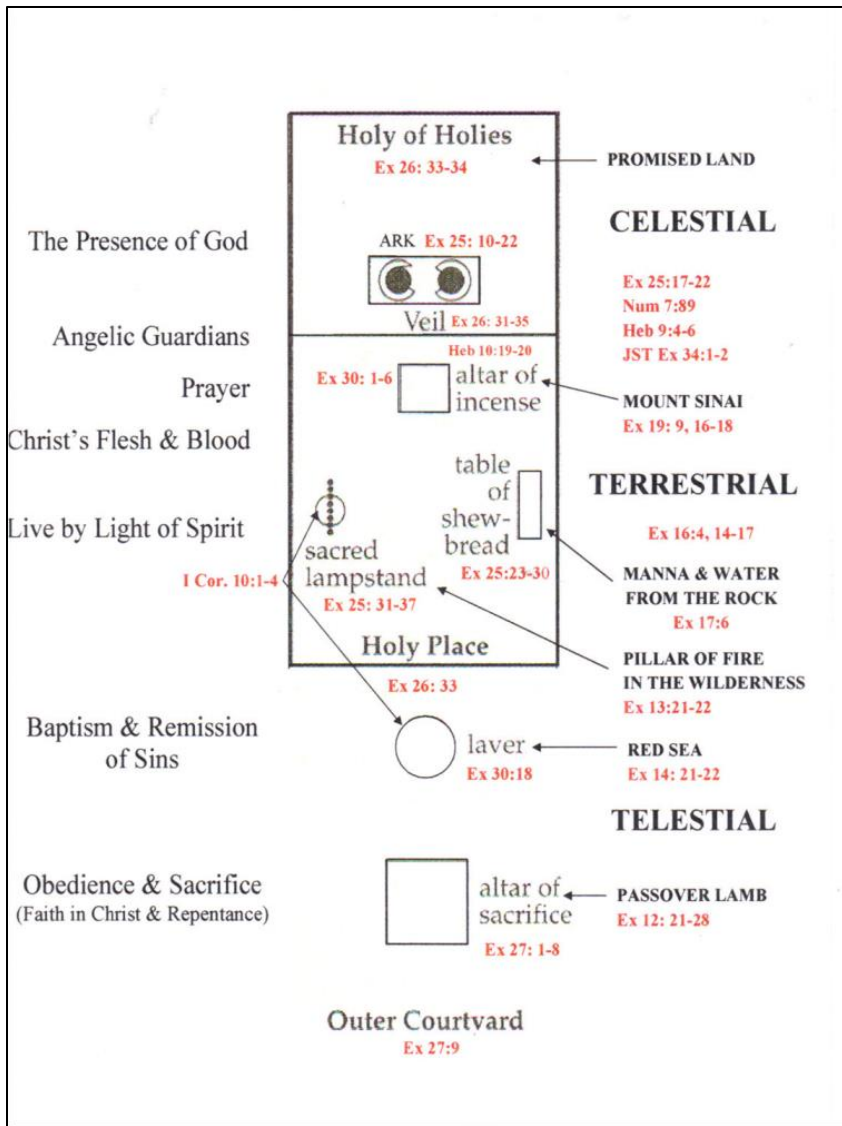 Holy of Holies
Ex 26: 33-34
PROMISED LAND
CELESTIAL
The Presence of God
ARK Ex 25: 10-22
Ex 25:17-22
Num 7:89
Heb 9:4-6
JST Ex 34:1-2
Veil Ex 26: 31-35
Angelic Guardians
Heb 10:19-20
Prayer
Ex 30: 1-6
altar of
incense
MOUNT SINAI
Ex 19: 9, 16-18
Christ's Flesh & Blood
table
of
shew-
bread
Ex 25:23-30
TERRESTRIAL
Ex 16:4, 14-17
Live by Light of Spirit
sacred
lampstand
I Cor. 10:1-4
Ex 25: 31-37
MANNA & WATER
FROM THE ROCK
Ex 17:6
Holy Place
Ex 26: 33
PILLAR OF FIRE
IN THE WILDERNESS
Ex 13:21-22
Baptism & Remission
of Sins
laver
Ex 30:18
RED SEA
Ex 14: 21-22
TELESTIAL
Obedience & Sacrifice
(Faith in Christ & Repentance)
altar of
sacrifice
Ex 27: 1-8
PASSOVER LAMB
Ex 12: 21-28
Outer Courtyard
Ex 27:9